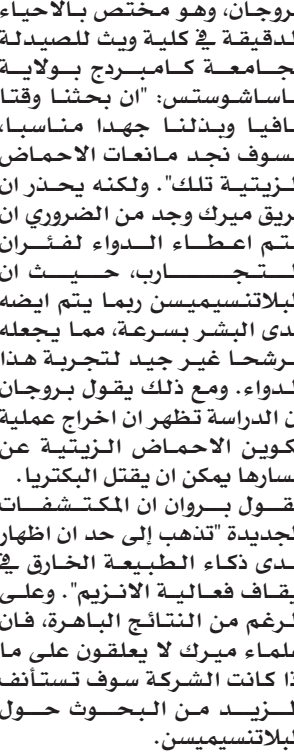 بروجان، وهو مختص بالاحياء
الدقيقة في كلية ويث للصيدلة
بجامعة كامبردج بولاية
ماساشوستس: "ان بحثنا وقتا
كافيا وبذلنا جهدا مناسبا،
فسوف نجد مانعات الاحماض
الزيتية تلك". ولكنه يحذر ان
فريق ميرك وجد من الضروري ان
يتم اعطاء الدواء لفئران
التجارب، حيث ان
البلاتنسيميسن ربما يتم ايضه
لدى البشر بسرعة، مما يجعله
مرشحا غير جيد لتجربة هذا
الدواء. ومع ذلك يقول بروجان
ان الدراسة تظهر ان اخراج عملية
تكوين الاحماض الزيتية عن
مسارها يمكن ان يقتل البكتريا.
يقول بروان ان المكتشفات
الجديدة "تذهب إلى حد ان اظهار
مدى ذكاء الطبيعة الخارق في
ايقاف فعالية الانزيم". وعلى
الرغم من النتائج الباهرة، فان
علماء ميرك لا يعلقون على ما
اذا كانت الشركة سوف تستأنف
المزيد من البحوث حول
البلاتنسيميسن.